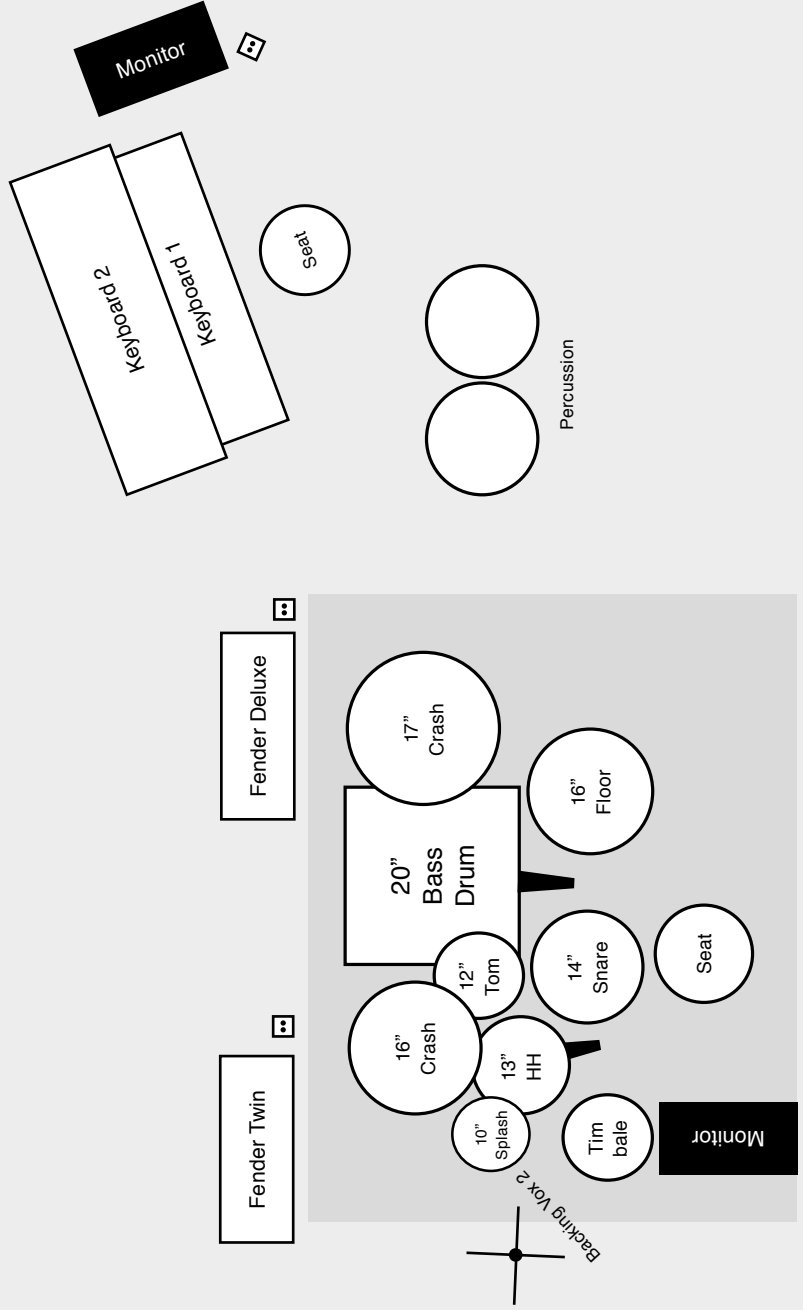 Monitor
Keyboard 2
Keyboard 1
Seat
Percussion
Fender Deluxe
17”
Crash
16”
Floor
20”
Bass
Drum
12”
Tom
14”
Snare
Seat
16”
Crash
13”
HH
Fender Twin
10”
Splash
Tim
bale
Monitor
Backing Vox 2